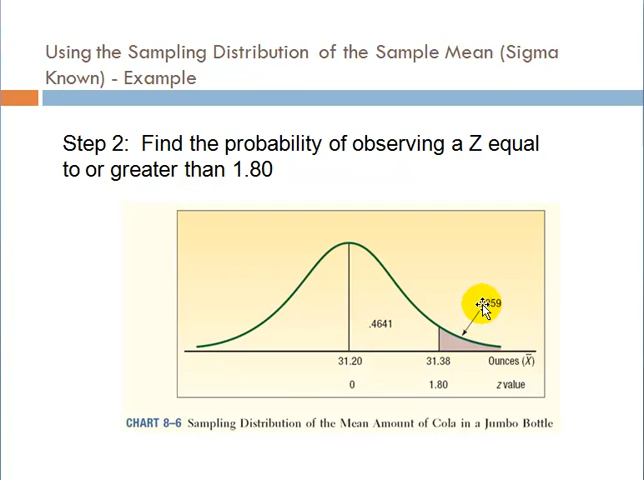 Using the Sampling Distribution of the Sample Mean (Sigma
Known) - Example
Step 2: Find the probability of observing a Z equal
to or greater than 1.80
.4641
31.20
31.38
Ounces (X̅)
0
1.80
z value
CHART 8–6 Sampling Distribution of the Mean Amount of Cola in a Jumbo Bottle